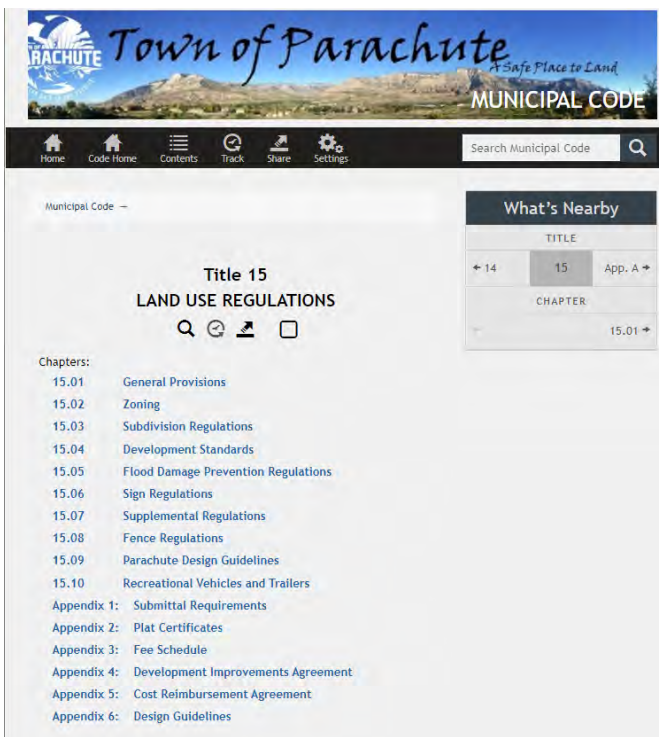 PARACHUTE
Town of Parachute
A Safe Place to Land
MUNICIPAL CODE
Home Code Home Contents Track Share Settings
Search Municipal Code
Municipal Code —
What's Nearby
TITLE
← 14 15 App. A →
CHAPTER
15.01 →
Title 15
LAND USE REGULATIONS
Chapters:
15.01 General Provisions
15.02 Zoning
15.03 Subdivision Regulations
15.04 Development Standards
15.05 Flood Damage Prevention Regulations
15.06 Sign Regulations
15.07 Supplemental Regulations
15.08 Fence Regulations
15.09 Parachute Design Guidelines
15.10 Recreational Vehicles and Trailers
Appendix 1: Submittal Requirements
Appendix 2: Plat Certificates
Appendix 3: Fee Schedule
Appendix 4: Development Improvements Agreement
Appendix 5: Cost Reimbursement Agreement
Appendix 6: Design Guidelines